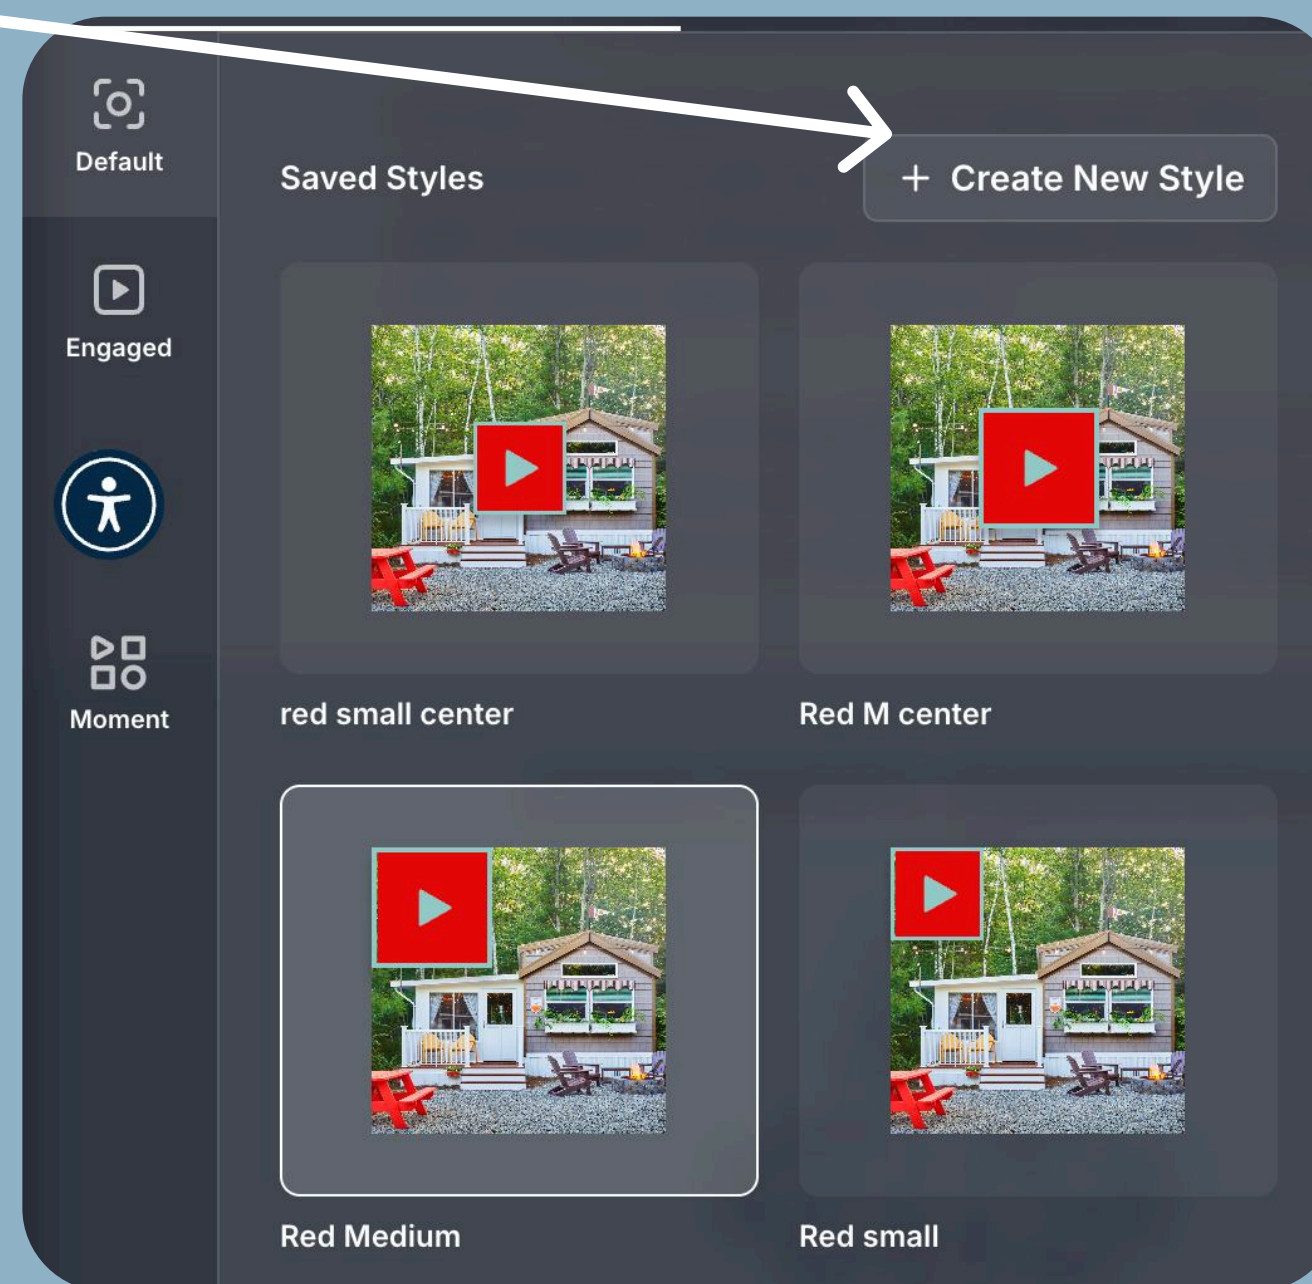 Default
Saved Styles
+ Create New Style
Engaged
Moment
red small center
Red M center
Red Medium
Red small